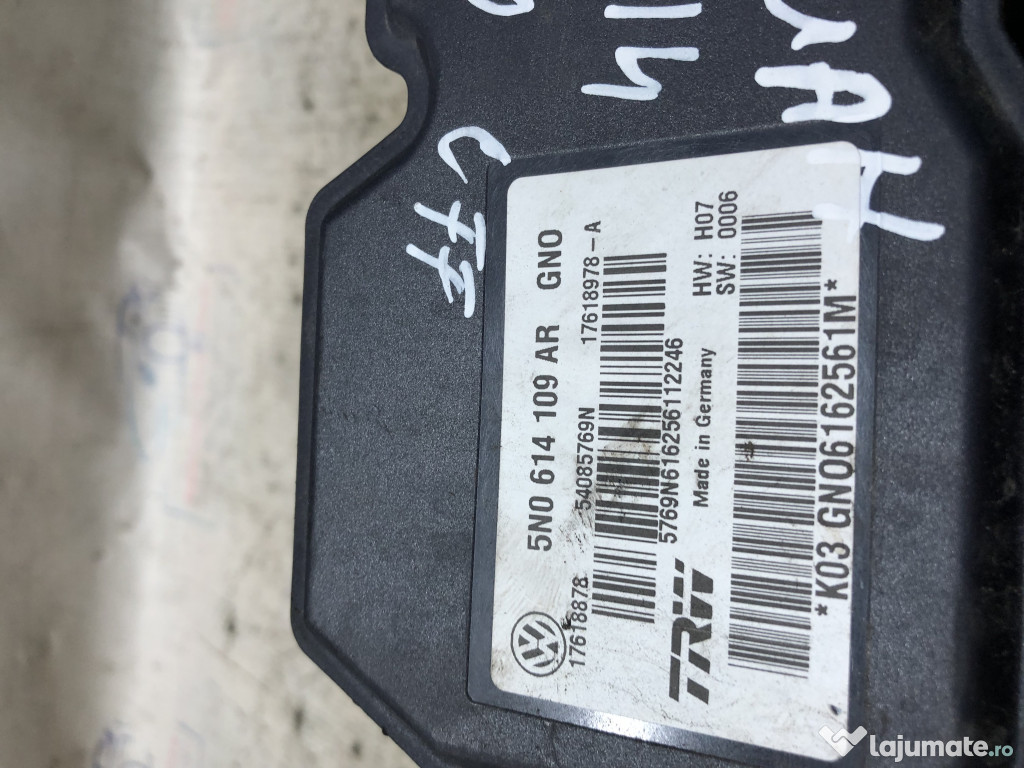 5N0 614 109 AR GNO
17618878 54085769N 17618978-A
5769N616256112246
TRW Made in Germany HW: H07
SW: 0006
*K03 GNO616256​1M*
lajumate.ro